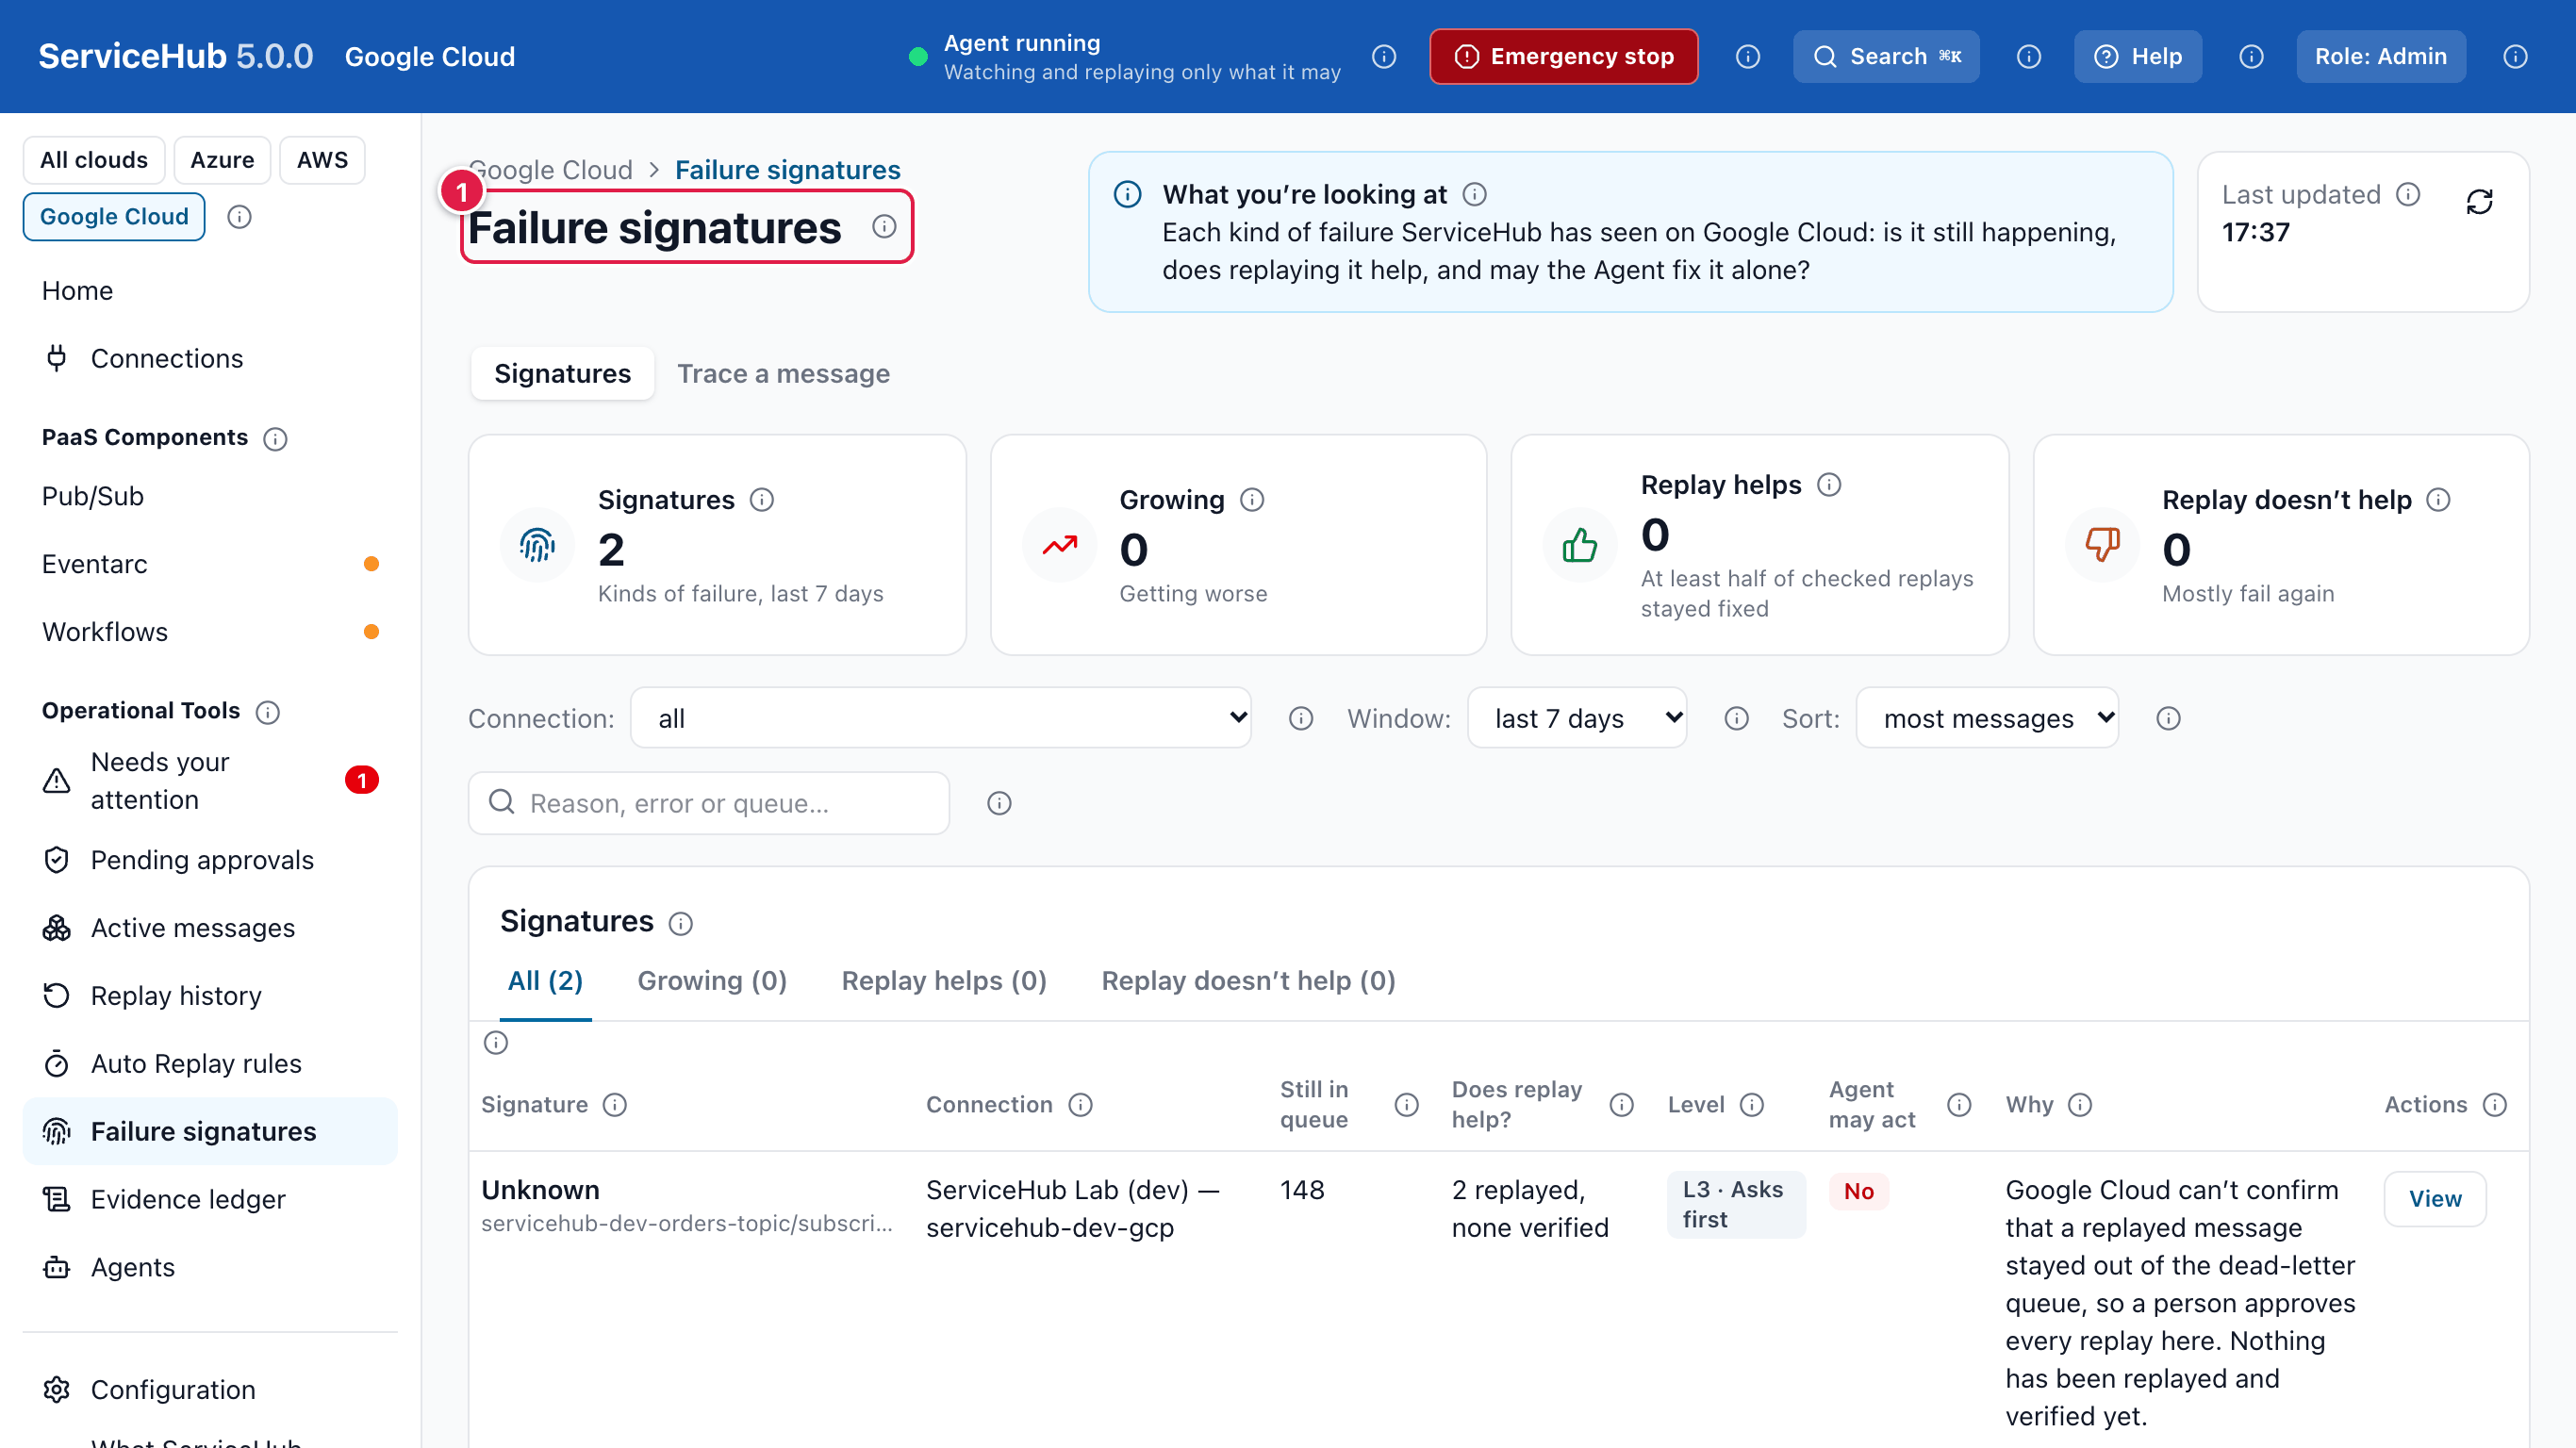 ServiceHub 5.0.0
Google Cloud
Agent running
Watching and replaying only what it may
Emergency stop
Search ⌘K
Help
Role: Admin
All clouds
Azure
AWS
Google Cloud
Home
Connections
PaaS Components
Pub/Sub
Eventarc
Workflows
Operational Tools
Needs your
attention
1
Pending approvals
Active messages
Replay history
Auto Replay rules
Failure signatures
Evidence ledger
Agents
Configuration
Google Cloud > Failure signatures
1
Failure signatures
What you’re looking at
Each kind of failure ServiceHub has seen on Google Cloud: is it still happening,
does replaying it help, and may the Agent fix it alone?
Last updated
17:37
Signatures
Trace a message
Signatures
2
Kinds of failure, last 7 days
Growing
0
Getting worse
Replay helps
0
At least half of checked replays
stayed fixed
Replay doesn’t help
0
Mostly fail again
Connection: all
Window: last 7 days
Sort: most messages
Reason, error or queue...
Signatures
All (2)
Growing (0)
Replay helps (0)
Replay doesn’t help (0)
Signature
Connection
Still in
queue
Does replay
help?
Level
Agent
may act
Why
Actions
Unknown
servicehub-dev-orders-topic/subscri...
ServiceHub Lab (dev) —
servicehub-dev-gcp
148
2 replayed,
none verified
L3 · Asks
first
No
Google Cloud can’t confirm
that a replayed message
stayed out of the dead-letter
queue, so a person approves
every replay here. Nothing
has been replayed and
verified yet.
View